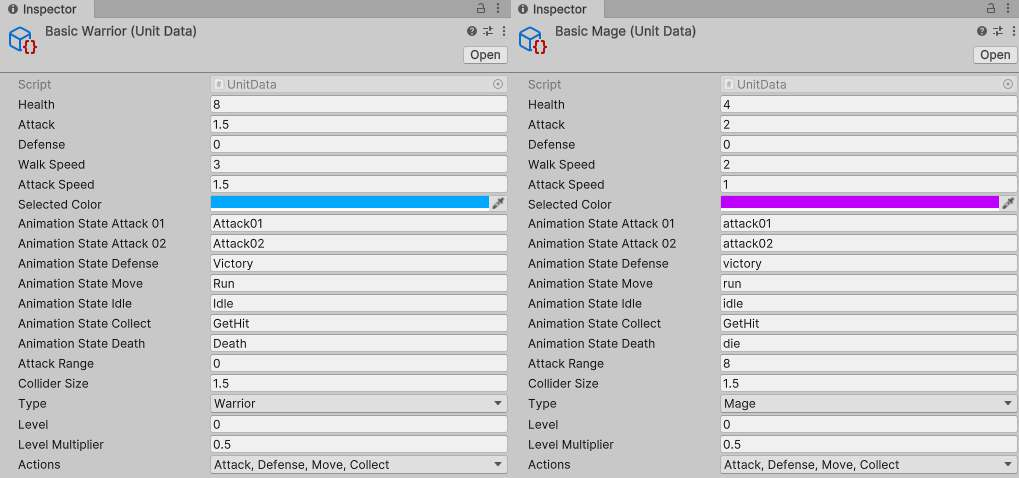 Inspector
Basic Warrior (Unit Data)
Open
Script # UnitData
Health 8
Attack 1.5
Defense 0
Walk Speed 3
Attack Speed 1.5
Selected Color
Animation State Attack 01 Attack01
Animation State Attack 02 Attack02
Animation State Defense Victory
Animation State Move Run
Animation State Idle Idle
Animation State Collect GetHit
Animation State Death Death
Attack Range 0
Collider Size 1.5
Type Warrior
Level 0
Level Multiplier 0.5
Actions Attack, Defense, Move, Collect
Inspector
Basic Mage (Unit Data)
Open
Script # UnitData
Health 4
Attack 2
Defense 0
Walk Speed 2
Attack Speed 1
Selected Color
Animation State Attack 01 attack01
Animation State Attack 02 attack02
Animation State Defense victory
Animation State Move run
Animation State Idle idle
Animation State Collect GetHit
Animation State Death die
Attack Range 8
Collider Size 1.5
Type Mage
Level 0
Level Multiplier 0.5
Actions Attack, Defense, Move, Collect